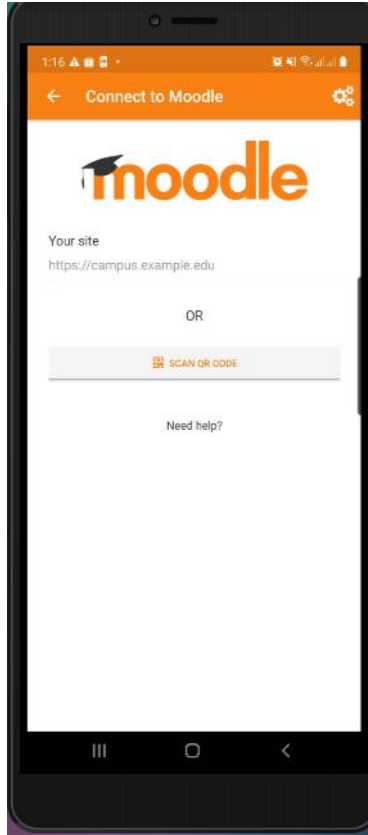 1:16
Connect to Moodle
moodle
Your site
https://campus.example.edu
OR
SCAN QR CODE
Need help?